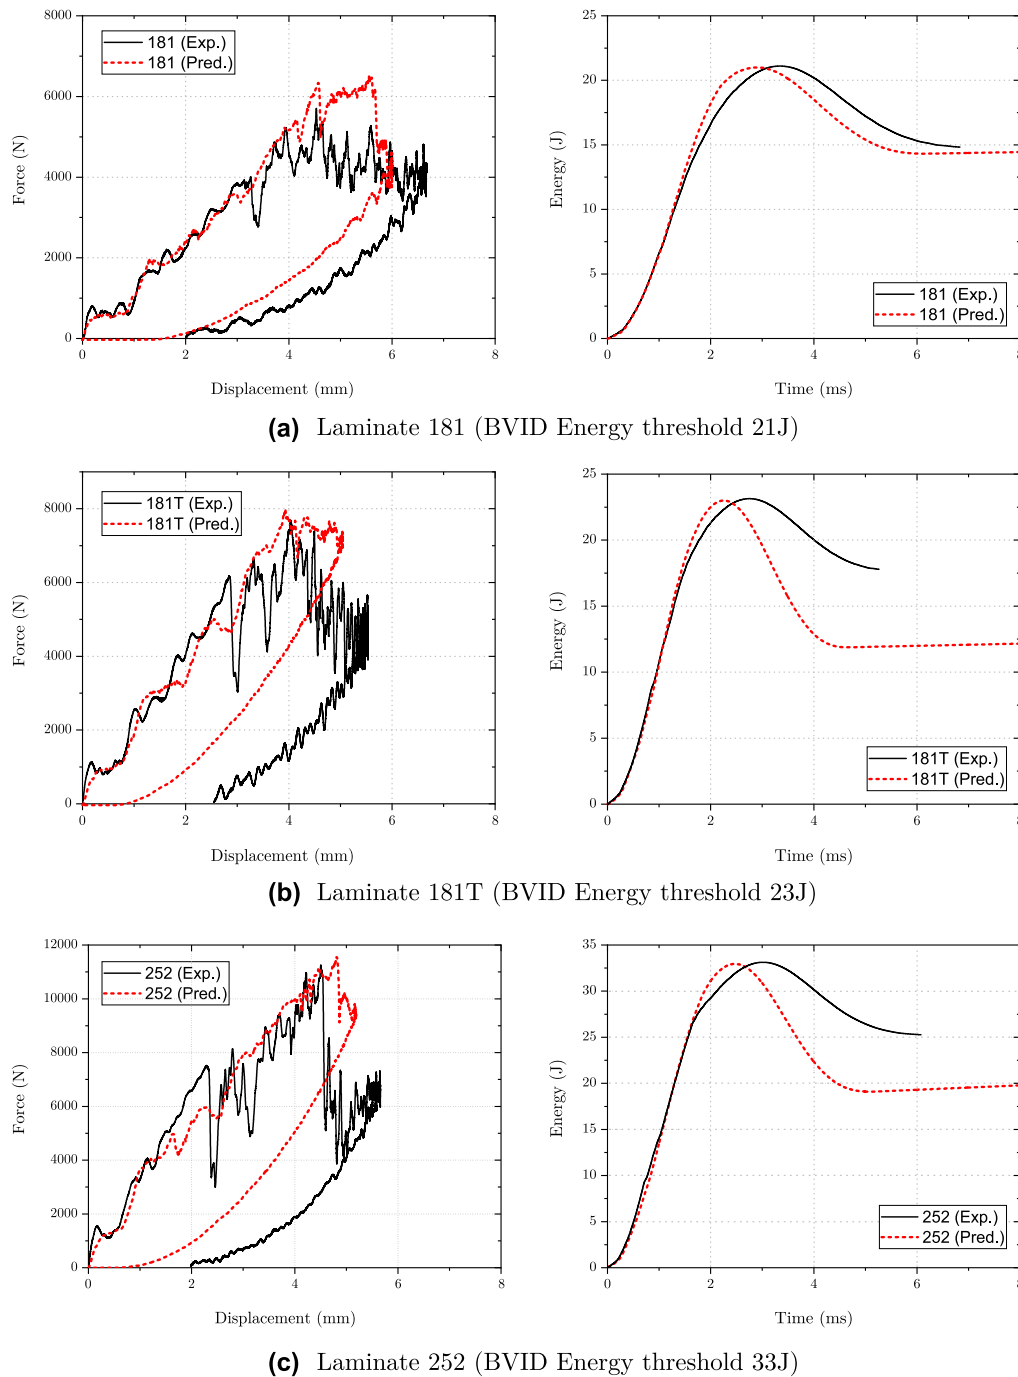 8000
6000
4000
2000
0
0 2 4 6 8
Force (N)
Displacement (mm)
181 (Exp.)
181 (Pred.)
25
20
15
10
5
0
0 2 4 6 8
Energy (J)
Time (ms)
181 (Exp.)
181 (Pred.)
(a) Laminate 181 (BVID Energy threshold 21J)
8000
6000
4000
2000
0
0 2 4 6 8
Force (N)
Displacement (mm)
181T (Exp.)
181T (Pred.)
25
20
15
10
5
0
0 2 4 6 8
Energy (J)
Time (ms)
181T (Exp.)
181T (Pred.)
(b) Laminate 181T (BVID Energy threshold 23J)
12000
10000
8000
6000
4000
2000
0
0 2 4 6 8
Force (N)
Displacement (mm)
252 (Exp.)
252 (Pred.)
35
30
25
20
15
10
5
0
0 2 4 6 8
Energy (J)
Time (ms)
252 (Exp.)
252 (Pred.)
(c) Laminate 252 (BVID Energy threshold 33J)